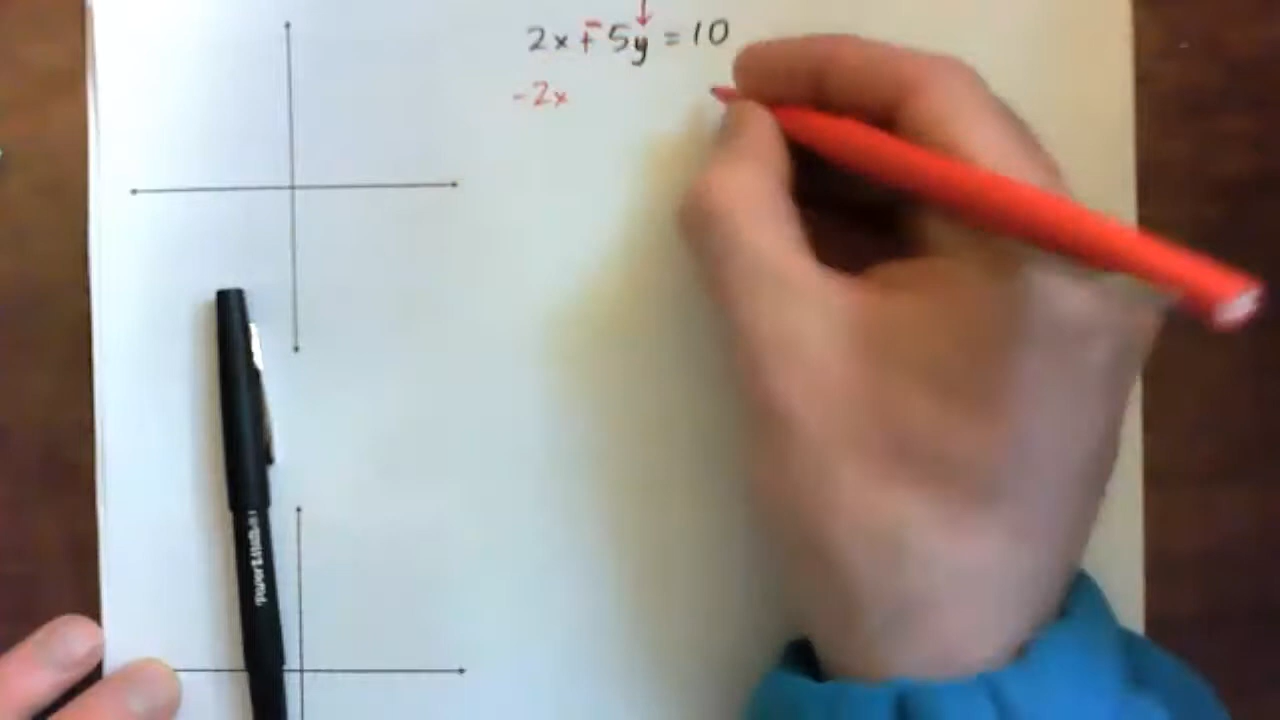 2x + 5y = 10
-2x